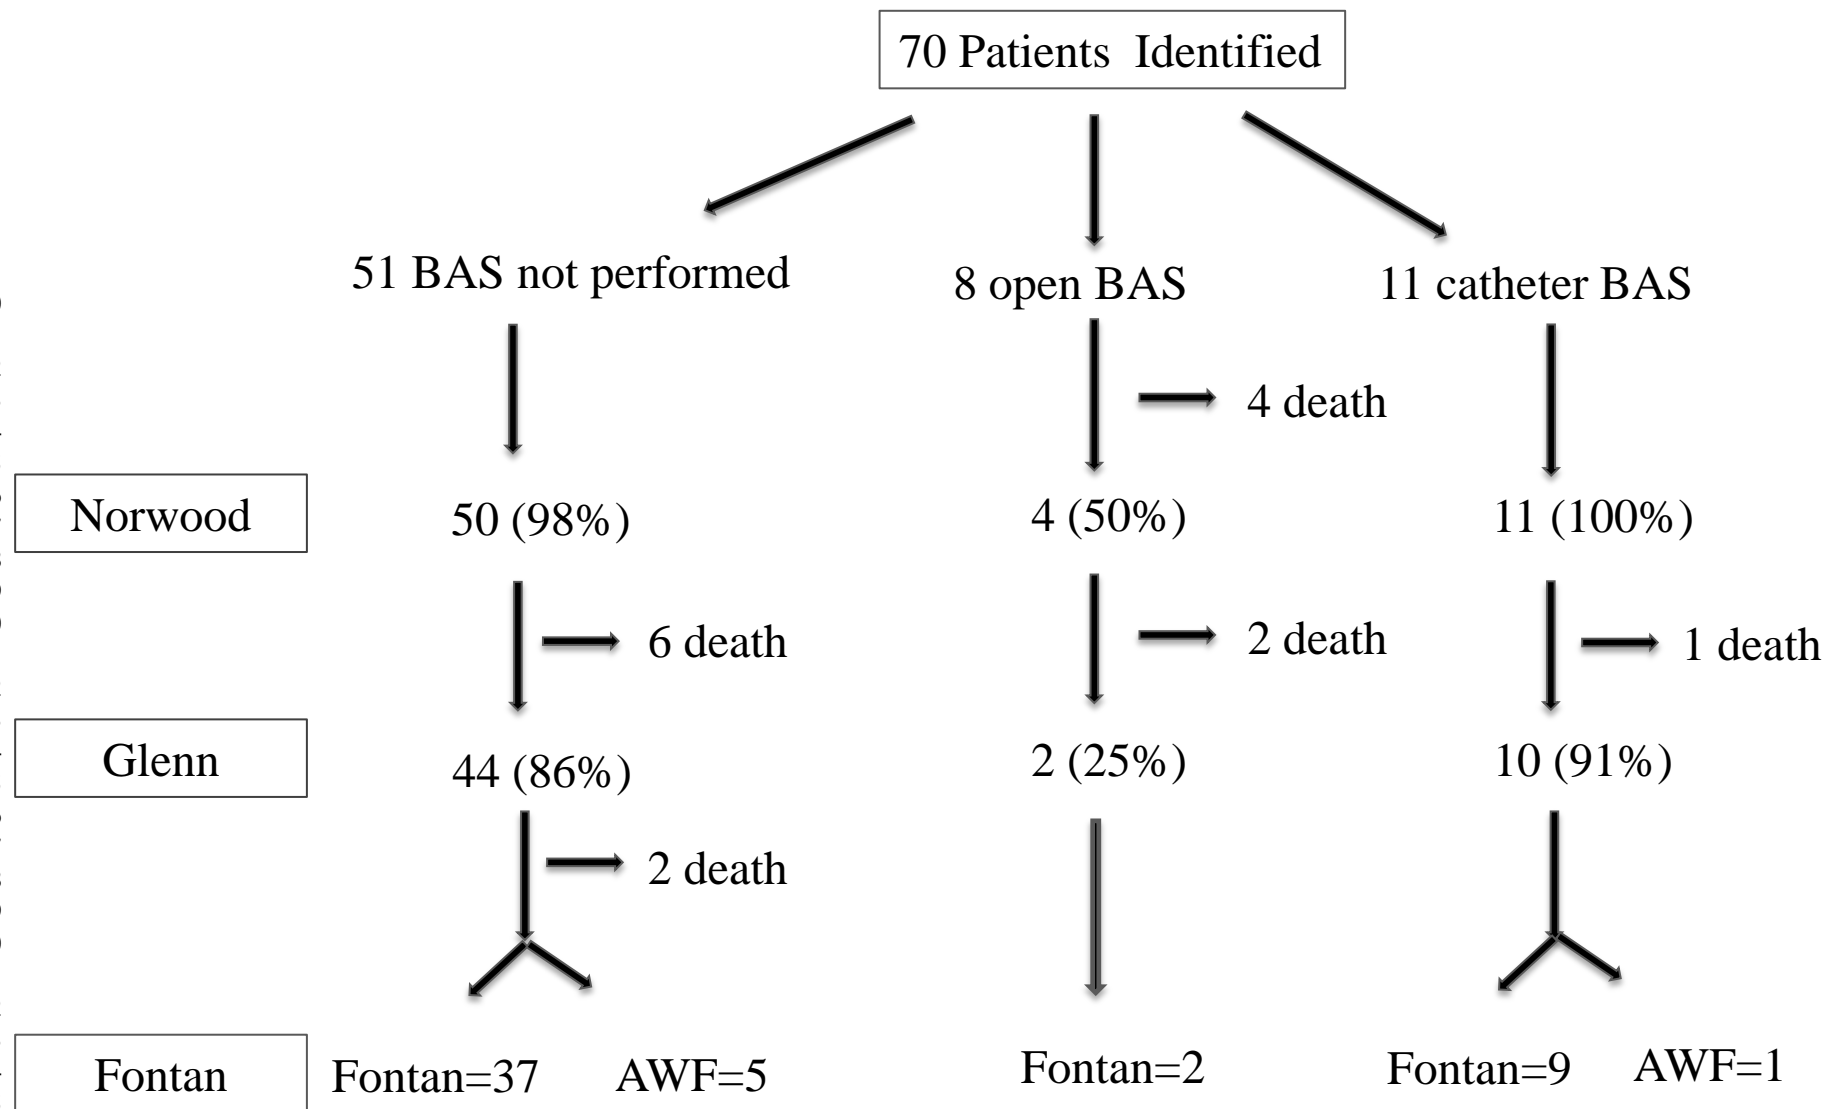 70 Patients Identified
51 BAS not performed
8 open BAS
11 catheter BAS
4 death
Norwood
50 (98%)
4 (50%)
11 (100%)
6 death
2 death
1 death
Glenn
44 (86%)
2 (25%)
10 (91%)
2 death
Fontan
Fontan=37
AWF=5
Fontan=2
Fontan=9
AWF=1